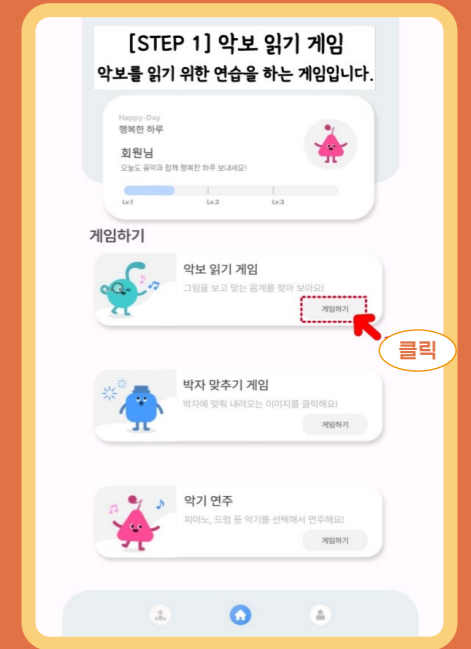 [STEP 1] 악보 읽기 게임
악보를 읽기 위한 연습을 하는 게임입니다.
Happy-Day
행복한 하루
회원님
오늘도 음악과 함께 행복한 하루 보내세요!
Lv.1 Lv.2 Lv.3
게임하기
악보 읽기 게임
그림을 보고 맞는 음계를 찾아 보아요!
게임하기
클릭
박자 맞추기 게임
박자에 맞춰 내려오는 이미지를 클릭해요!
게임하기
악기 연주
피아노, 드럼 등 악기를 선택해서 연주해요!
게임하기